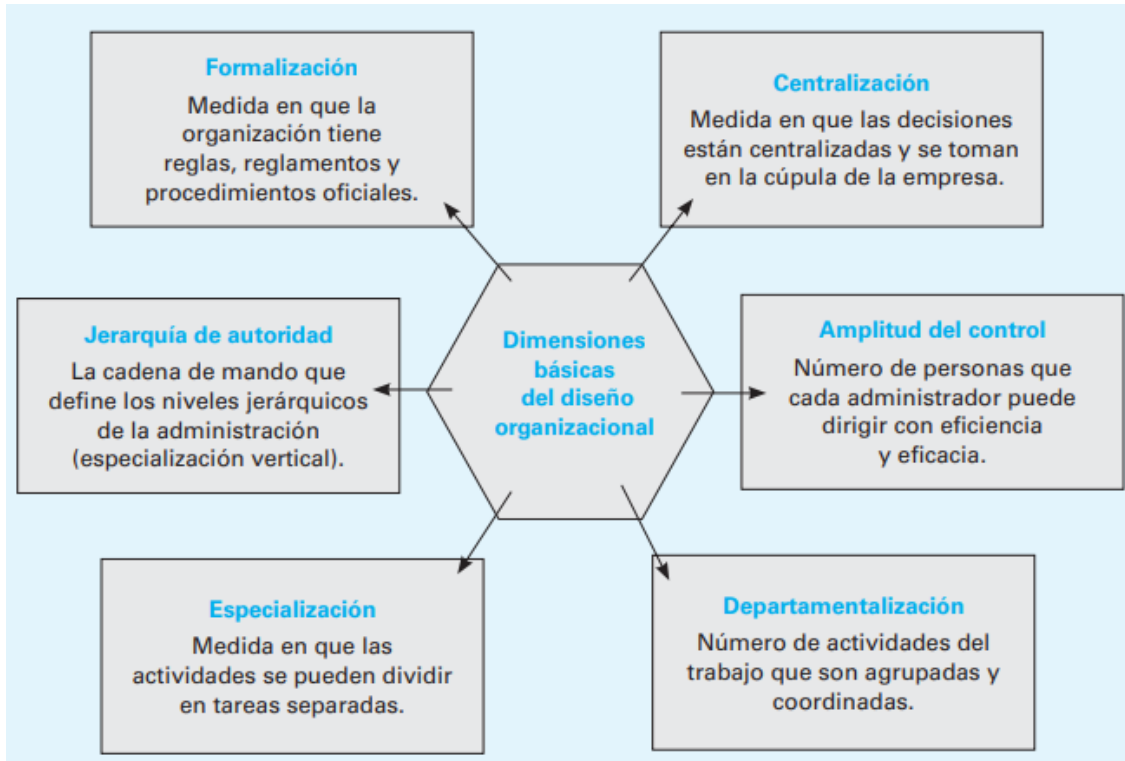 Formalización
Medida en que la
organización tiene
reglas, reglamentos y
procedimientos oficiales.
Centralización
Medida en que las decisiones
están centralizadas y se toman
en la cúpula de la empresa.
Jerarquía de autoridad
La cadena de mando que
define los niveles jerárquicos
de la administración
(especialización vertical).
Dimensiones
básicas
del diseño
organizacional
Amplitud del control
Número de personas que
cada administrador puede
dirigir con eficiencia
y eficacia.
Especialización
Medida en que las
actividades se pueden dividir
en tareas separadas.
Departamentalización
Número de actividades del
trabajo que son agrupadas y
coordinadas.